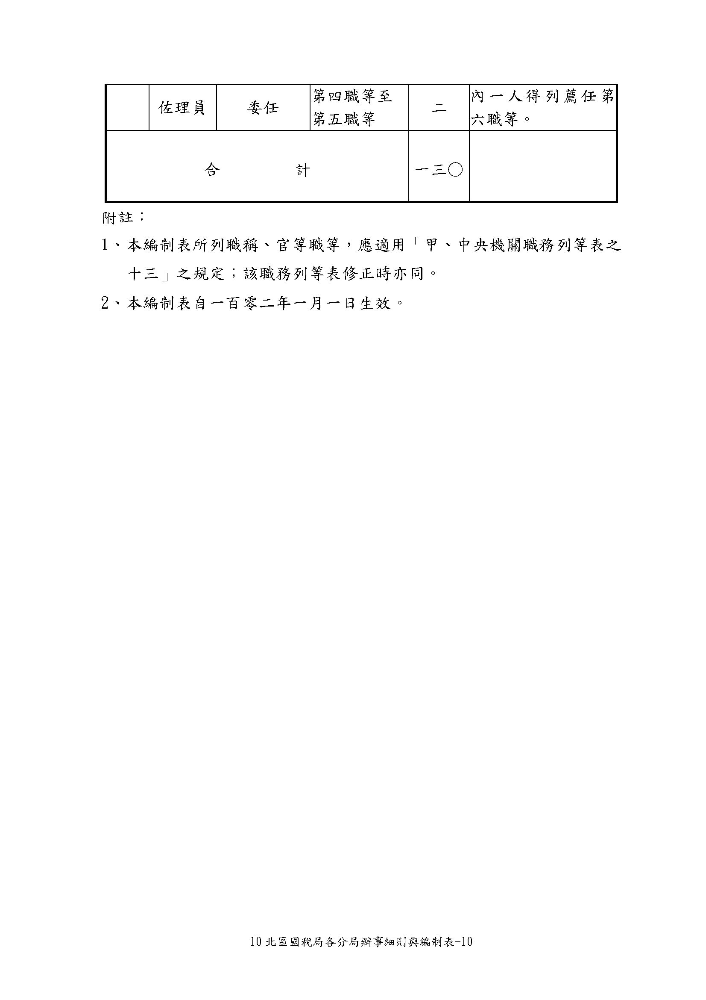 佐理員 委任 第四職等至第五職等 二 內一人得列薦任第六職等。
合計 一三〇
附註：
1、本編制表所列職稱、官等職等，應適用「甲、中央機關職務列等表之
十三」之規定；該職務列等表修正時亦同。
2、本編制表自一百零二年一月一日生效。
10 北區國稅局各分局辦事細則與編制表-10